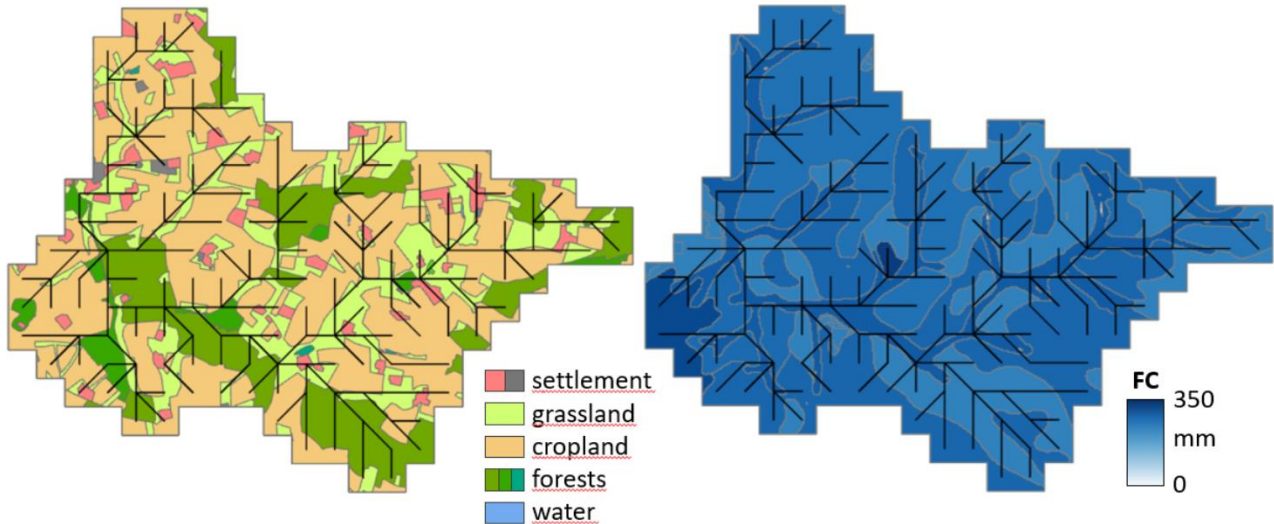 settlement
grassland
cropland
forests
water
FC
350
mm
0